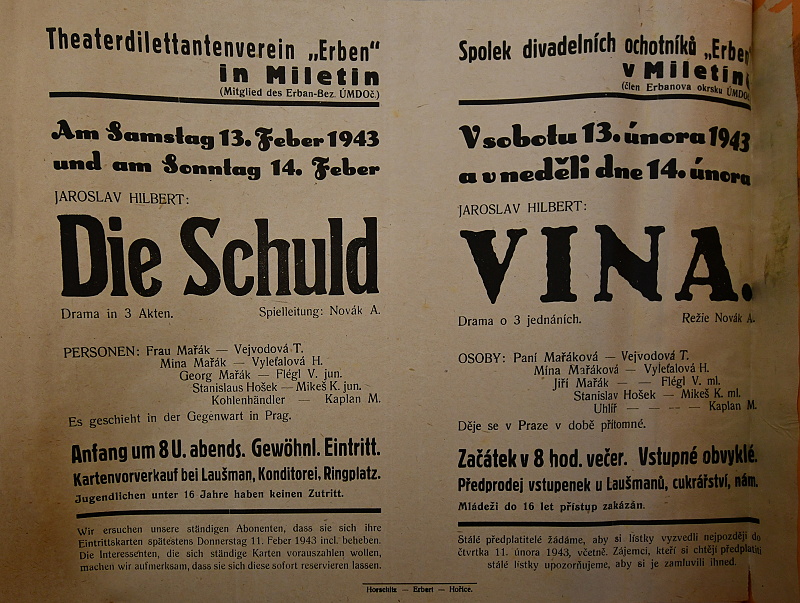 Theaterdilettantenverein „Erben“
in Miletin
(Mitglied des Erban-Bez. ÚMDOč.)
Am Samstag 13. Feber 1943
und am Sonntag 14. Feber
JAROSLAV HILBERT:
Die Schuld
Drama in 3 Akten. Spielleitung: Novák A.
PERSONEN: Frau Mařák — Vejvodová T.
Mina Mařák — Vyleťalová H.
Georg Mařák — Flégl V. jun.
Stanislaus Hošek — Mikeš K. jun.
Kohlenhändler — Kaplan M.
Es geschieht in der Gegenwart in Prag.
Anfang um 8 U. abends. Gewöhnl. Eintritt.
Kartenvorverkauf bei Laušman, Konditorei, Ringplatz.
Jugendlichen unter 16 Jahre haben keinen Zutritt.
Wir ersuchen unsere ständigen Abonenten, dass sie sich ihre
Eintrittskarten spätestens Donnerstag 11. Feber 1943 incl. beheben.
Die Interessenten, die sich ständige Karten vorauszahlen wollen,
machen wir aufmerksam, dass sie sich diese sofort reservieren lassen.
Spolek divadelních ochotníků „Erben
v Miletíně
(člen Erbanova okrsku ÚMDOč
V sobotu 13. února 1943
a v neděli dne 14. února
JAROSLAV HILBERT:
VINA.
Drama o 3 jednáních. Režie Novák A.
OSOBY: Paní Mařáková — Vejvodová T.
Mína Mařáková — Vyleťalová H.
Jiří Mařák — — Flégl V. ml.
Stanislav Hošek — Mikeš K. ml.
Uhlíř — — — — Kaplan M.
Děje se v Praze v době přítomné.
Začátek v 8 hod. večer. Vstupné obvyklé.
Předprodej vstupenek u Laušmanů, cukrářství, nám.
Mládeži do 16 let přístup zakázán.
Stálé předplatitelé žádáme, aby si lístky vyzvedli nejpozději do
čtvrtka 11. února 1943, včetně. Zájemci, kteří si chtějí předplatiti
stálé lístky upozorňujeme, aby si je zamluvili ihned.
Horschitz — Erbert — Hořice.